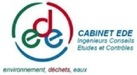 ede
CABINET EDE
Ingénieurs Conseils
Etudes et Contrôles
environnement, déchets, eaux